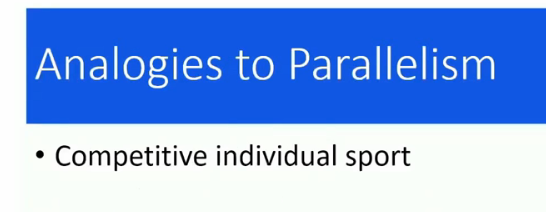 Analogies to Parallelism
• Competitive individual sport